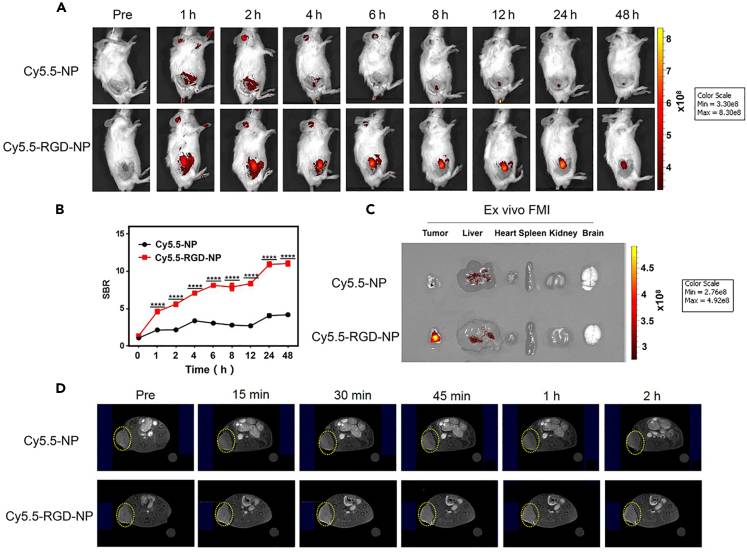 A
Pre 1 h 2 h 4 h 6 h 8 h 12 h 24 h 48 h
Cy5.5-NP
Cy5.5-RGD-NP
8
7
6
5
4
x10⁸
Color Scale
Min = 3.30e8
Max = 8.30e8
B
Cy5.5-NP
Cy5.5-RGD-NP
SBR
15
10
5
0
**** **** **** **** **** **** **** ****
0 1 2 4 6 8 12 24 48
Time ( h )
C
Ex vivo FMI
Tumor Liver Heart Spleen Kidney Brain
Cy5.5-NP
Cy5.5-RGD-NP
4.5
4.0
3.5
3.0
x10⁸
Color Scale
Min = 2.76e8
Max = 4.92e8
D
Pre 15 min 30 min 45 min 1 h 2 h
Cy5.5-NP
Cy5.5-RGD-NP